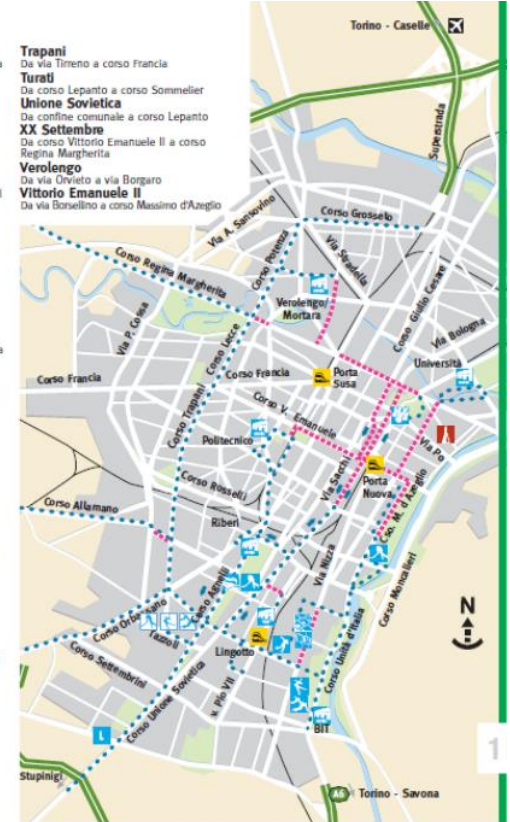 Torino - Caselle
Trapani
Da via Tirreno a corso Francia
Turati
Da corso Lepanto a corso Sommelier
Unione Sovietica
Da confine comunale a corso Lepanto
XX Settembre
Da corso Vittorio Emanuele II a corso
Regina Margherita
Verolengo
Da via Orvieto a via Borgaro
Vittorio Emanuele II
Da via Borsellino a corso Massimo d'Azeglio
Superstrada
Via A. Sansovino
Corso Grosseto
Corso Potenza
Via Stradella
Corso Regina Margherita
Verolengo/
Mortara
Corso Giulio Cesare
Via Bologna
Via P. Cossa
Corso Lecce
Università
Corso Francia
Corso Francia
Porta
Susa
Corso Trapani
Corso V. Emanuele
Politecnico
Via Sacchi
Via Po
Corso Rosselli
Porta
Nuova
Cso. M. d'Azeglio
Corso Allamano
Riberi
Via Nizza
Corso Moncalieri
Corso Agnelli
N
Corso Orbassano
Tazzoli
Corso Unità d'Italia
Lingotto
Corso Settembrini
Corso Unione Sovietica
v. Pio VII
BIT
1
Stupinigi
A6
Torino - Savona